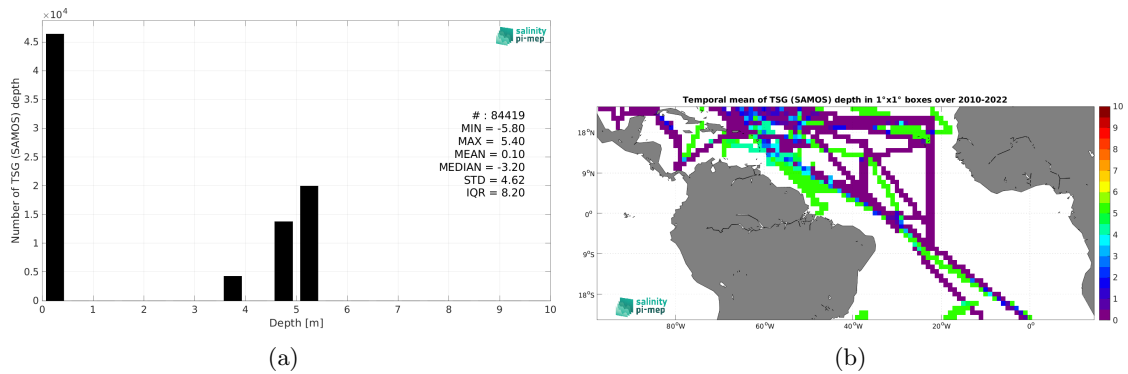 ×10⁴
4.5
4
3.5
3
2.5
2
1.5
1
0.5
0
Number of TSG (SAMOS) depth
salinity
pi-mep
# : 84419
MIN = -5.80
MAX = 5.40
MEAN = 0.10
MEDIAN = -3.20
STD = 4.62
IQR = 8.20
0 1 2 3 4 5 6 7 8 9 10
Depth [m]
(a)
Temporal mean of TSG (SAMOS) depth in 1°x1° boxes over 2010-2022
18°N
9°N
0°
9°S
18°S
salinity
pi-mep
80°W 60°W 40°W 20°W 0°
10
9
8
7
6
5
4
3
2
1
0
(b)